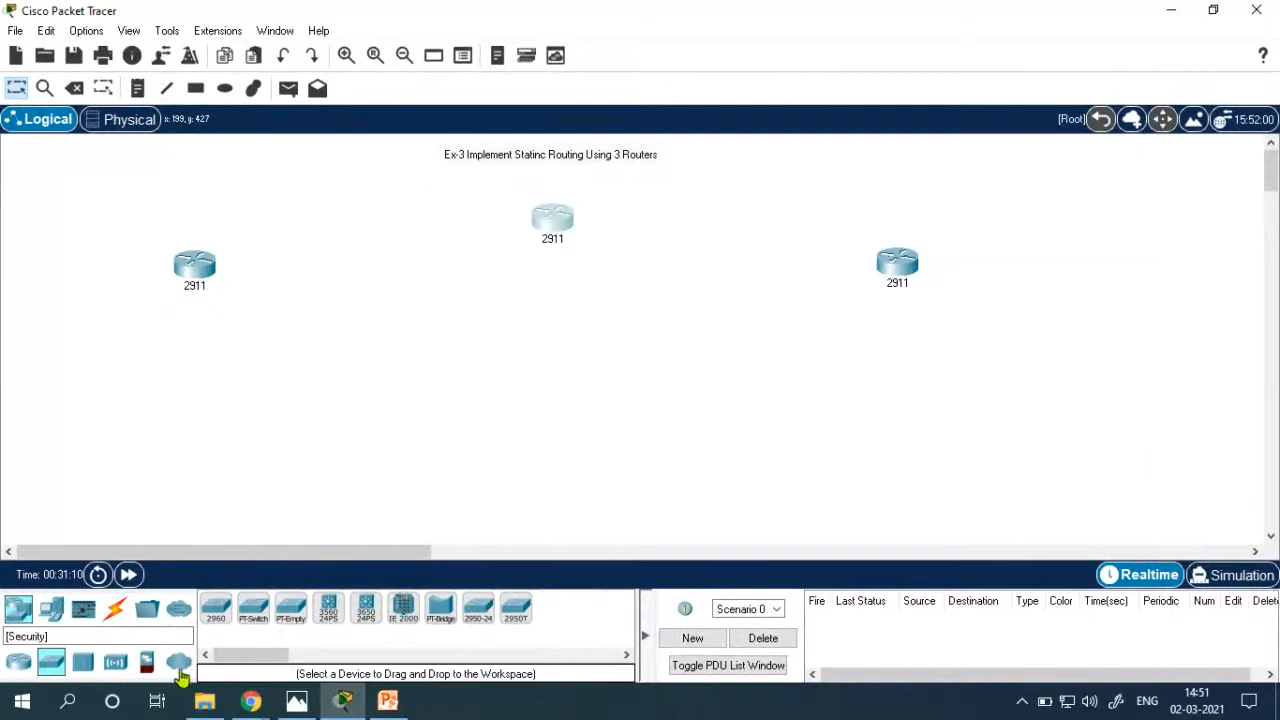 Cisco Packet Tracer
File Edit Options View Tools Extensions Window Help
Logical Physical x: 199, y: 427 [Root] 15:52:00
Ex-3 Implement Statinc Routing Using 3 Routers
2911
2911
2911
Time: 00:31:10 Realtime Simulation
2960 PT-Switch PT-Empty 3560 24PS 3650 24PS IE 2000 PT-Bridge 2950-24 2950T
[Security]
(Select a Device to Drag and Drop to the Workspace)
Scenario 0
New Delete
Toggle PDU List Window
Fire Last Status Source Destination Type Color Time(sec) Periodic Num Edit Delet
ENG 14:51
02-03-2021